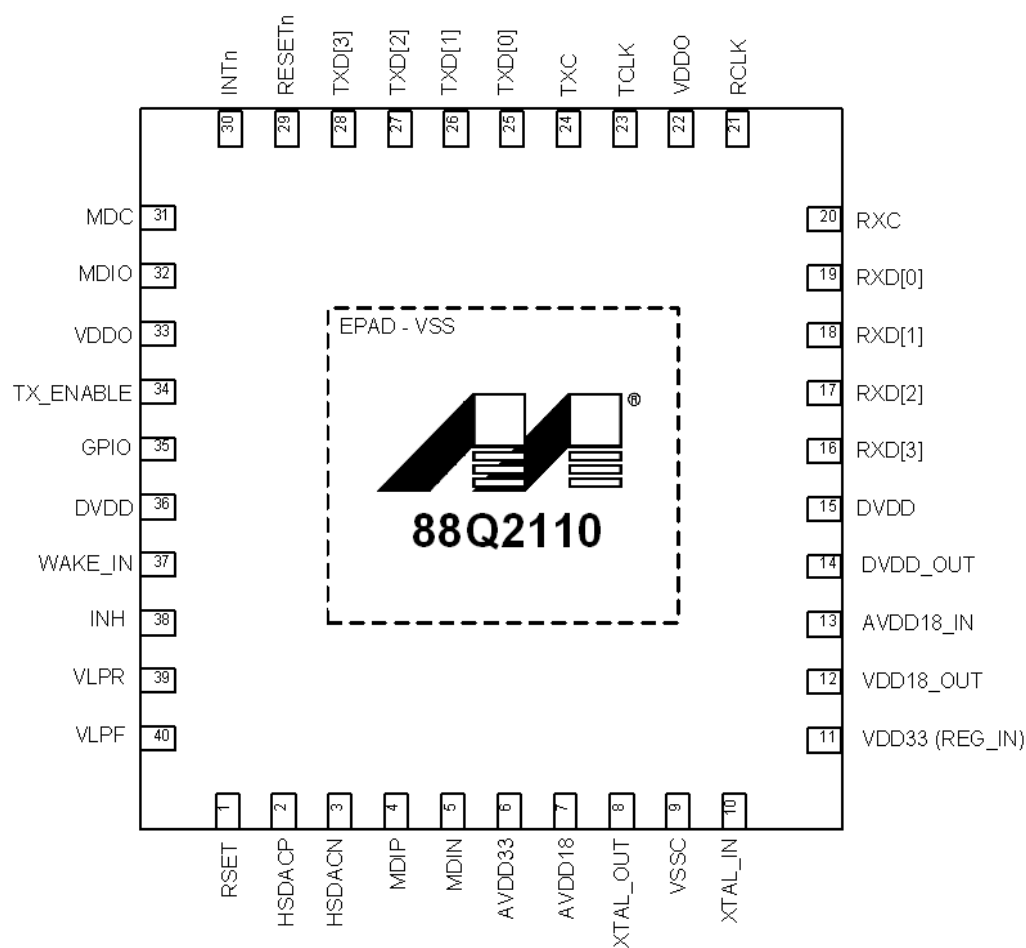 INTn
RESETn
TXD[3]
TXD[2]
TXD[1]
TXD[0]
TXC
TCLK
VDDO
RCLK
30
29
28
27
26
25
24
23
22
21
MDC 31
MDIO 32
VDDO 33
TX_ENABLE 34
GPIO 35
DVDD 36
WAKE_IN 37
INH 38
VLPR 39
VLPF 40
EPAD - VSS
®
88Q2110
20 RXC
19 RXD[0]
18 RXD[1]
17 RXD[2]
16 RXD[3]
15 DVDD
14 DVDD_OUT
13 AVDD18_IN
12 VDD18_OUT
11 VDD33 (REG_IN)
1
2
3
4
5
6
7
8
9
10
RSET
HSDACP
HSDACN
MDIP
MDIN
AVDD33
AVDD18
XTAL_OUT
VSSC
XTAL_IN